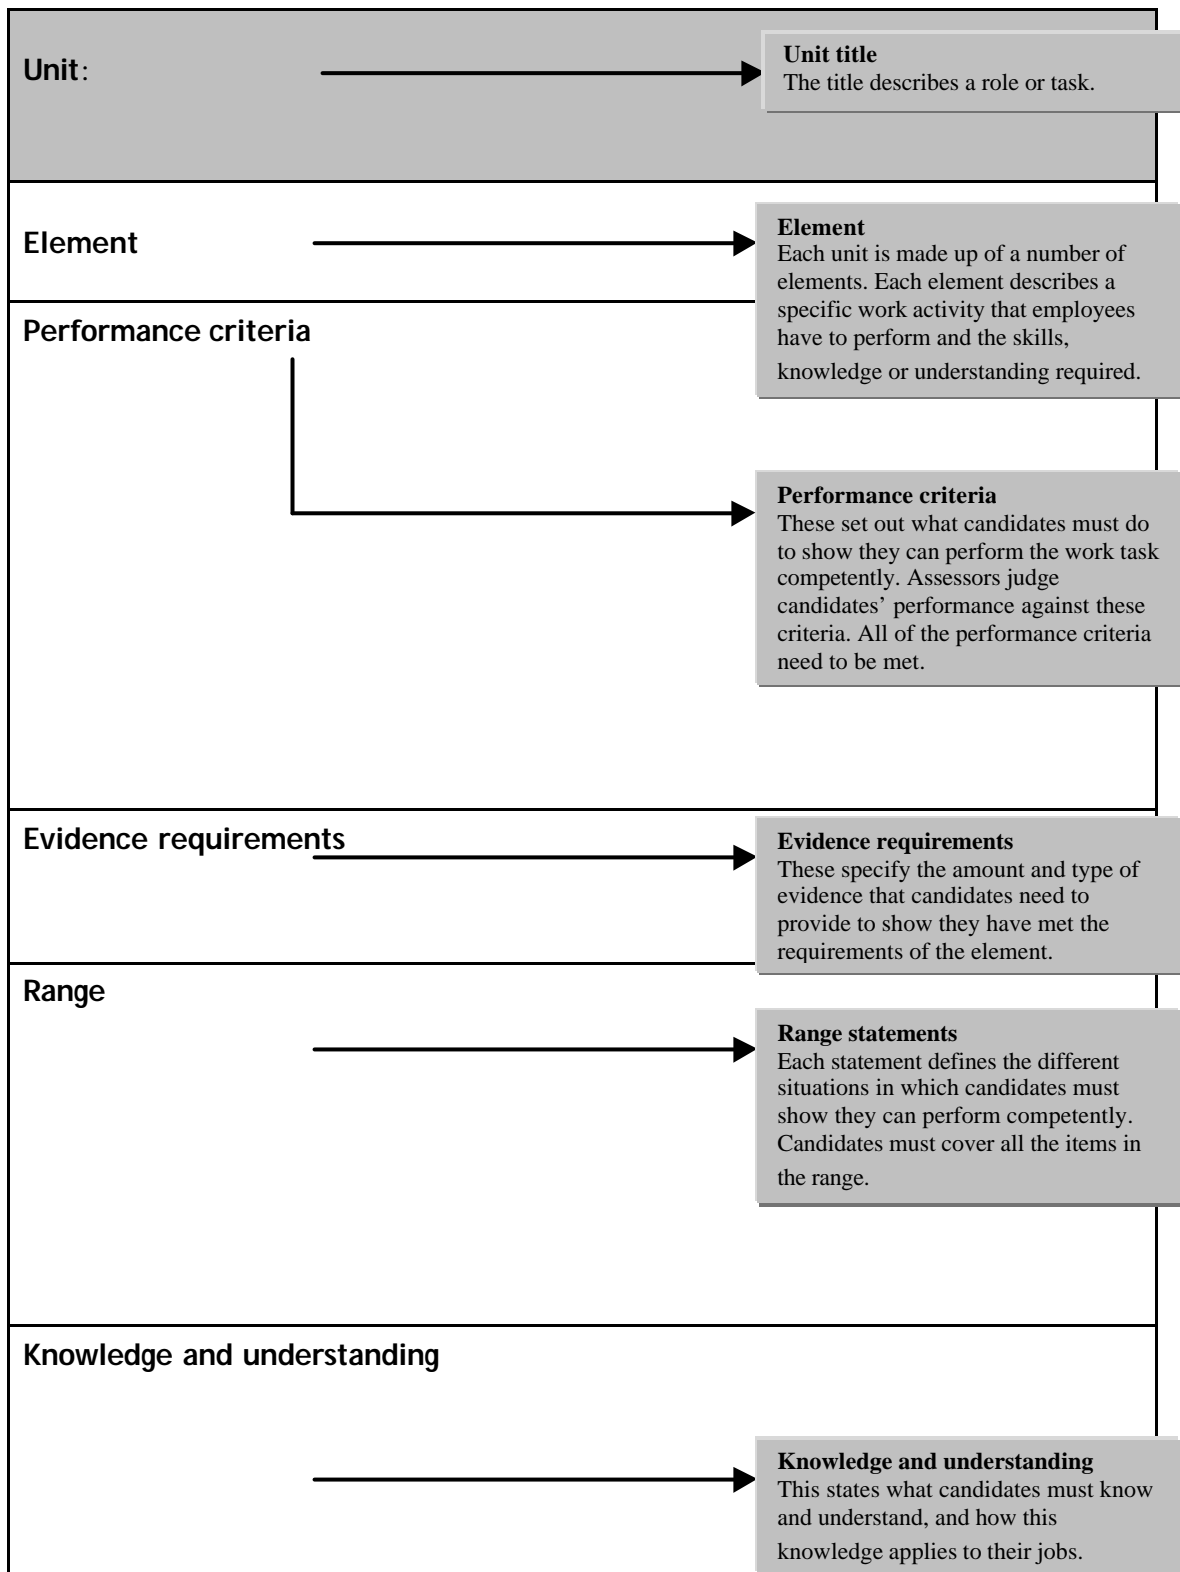 Unit:
Unit title
The title describes a role or task.
Element
Element
Each unit is made up of a number of
elements. Each element describes a
specific work activity that employees
have to perform and the skills,
knowledge or understanding required.
Performance criteria
Performance criteria
These set out what candidates must do
to show they can perform the work task
competently. Assessors judge
candidates’ performance against these
criteria. All of the performance criteria
need to be met.
Evidence requirements
Evidence requirements
These specify the amount and type of
evidence that candidates need to
provide to show they have met the
requirements of the element.
Range
Range statements
Each statement defines the different
situations in which candidates must
show they can perform competently.
Candidates must cover all the items in
the range.
Knowledge and understanding
Knowledge and understanding
This states what candidates must know
and understand, and how this
knowledge applies to their jobs.